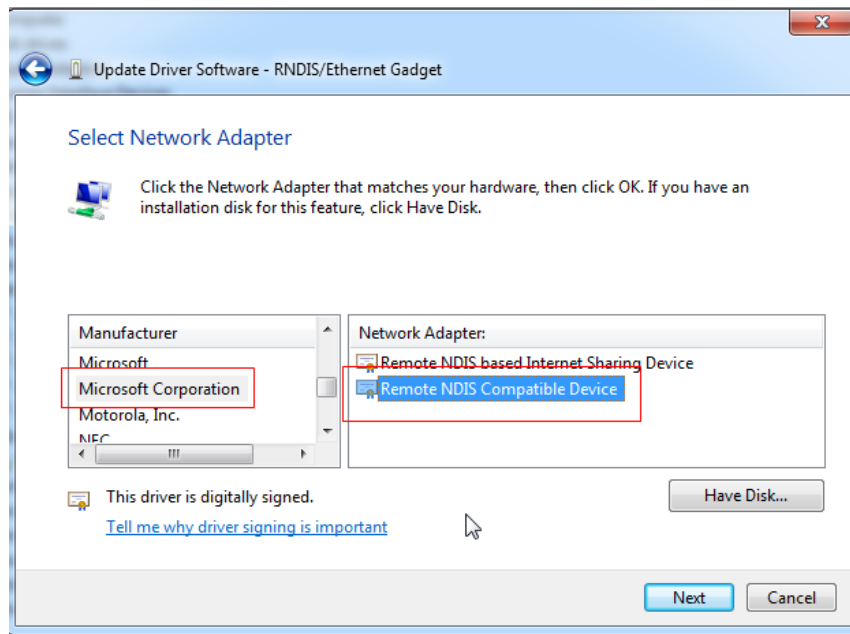 Update Driver Software - RNDIS/Ethernet Gadget
Select Network Adapter
Click the Network Adapter that matches your hardware, then click OK. If you have an
installation disk for this feature, click Have Disk.
Manufacturer
Network Adapter:
Microsoft
Microsoft Corporation
Motorola, Inc.
NEC
Remote NDIS based Internet Sharing Device
Remote NDIS Compatible Device
This driver is digitally signed.
Have Disk...
Tell me why driver signing is important
Next
Cancel